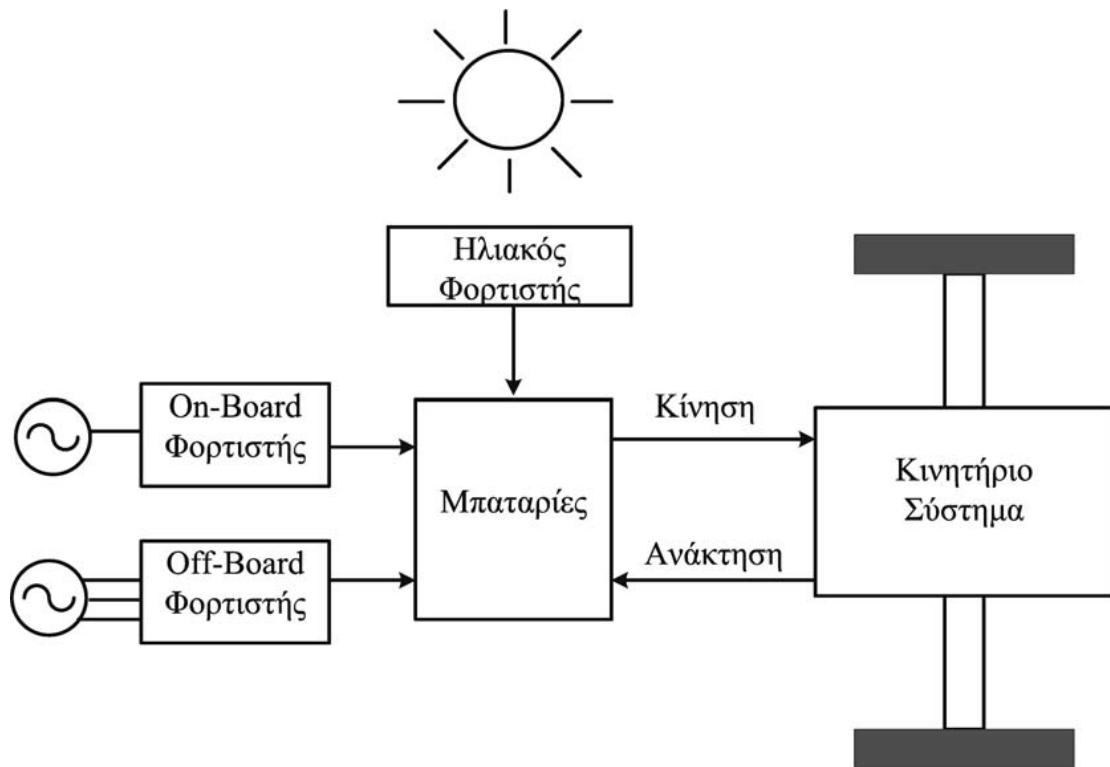 Ηλιακός
Φορτιστής
On-Board
Φορτιστής
Μπαταρίες
Κίνηση
Κινητήριο
Σύστημα
Off-Board
Φορτιστής
Ανάκτηση